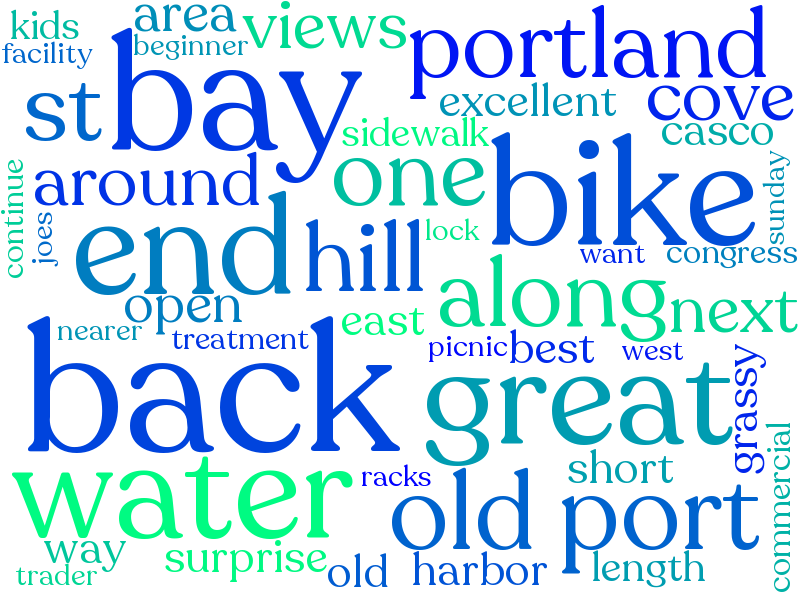 kids
area
views
portland
facility
beginner
bay
st
excellent
cove
sidewalk
casco
around
one
bike
sunday
continue
joes
end
hill
lock
want
congress
open
along
next
nearer
treatment
east
picnic
best
west
back
great
grassy
water
racks
old port
short
commercial
way
surprise
old
harbor
length
trader